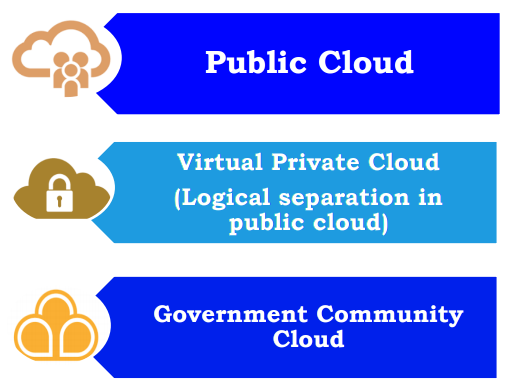 Public Cloud
Virtual Private Cloud
(Logical separation in
public cloud)
Government Community
Cloud